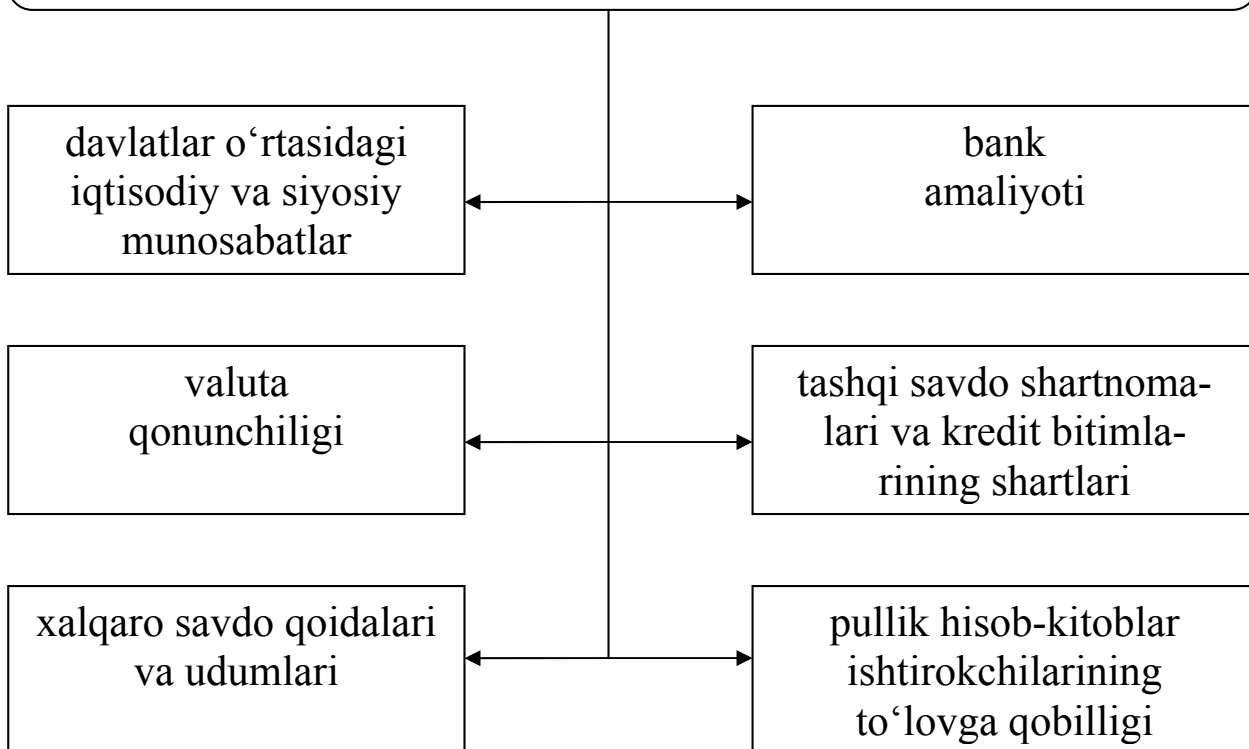 davlatlar o‘rtasidagi
iqtisodiy va siyosiy
munosabatlar
bank
amaliyoti
valuta
qonunchiligi
tashqi savdo shartnoma-
lari va kredit bitimla-
rining shartlari
xalqaro savdo qoidalari
va udumlari
pullik hisob-kitoblar
ishtirokchilarining
to‘lovga qobilligi